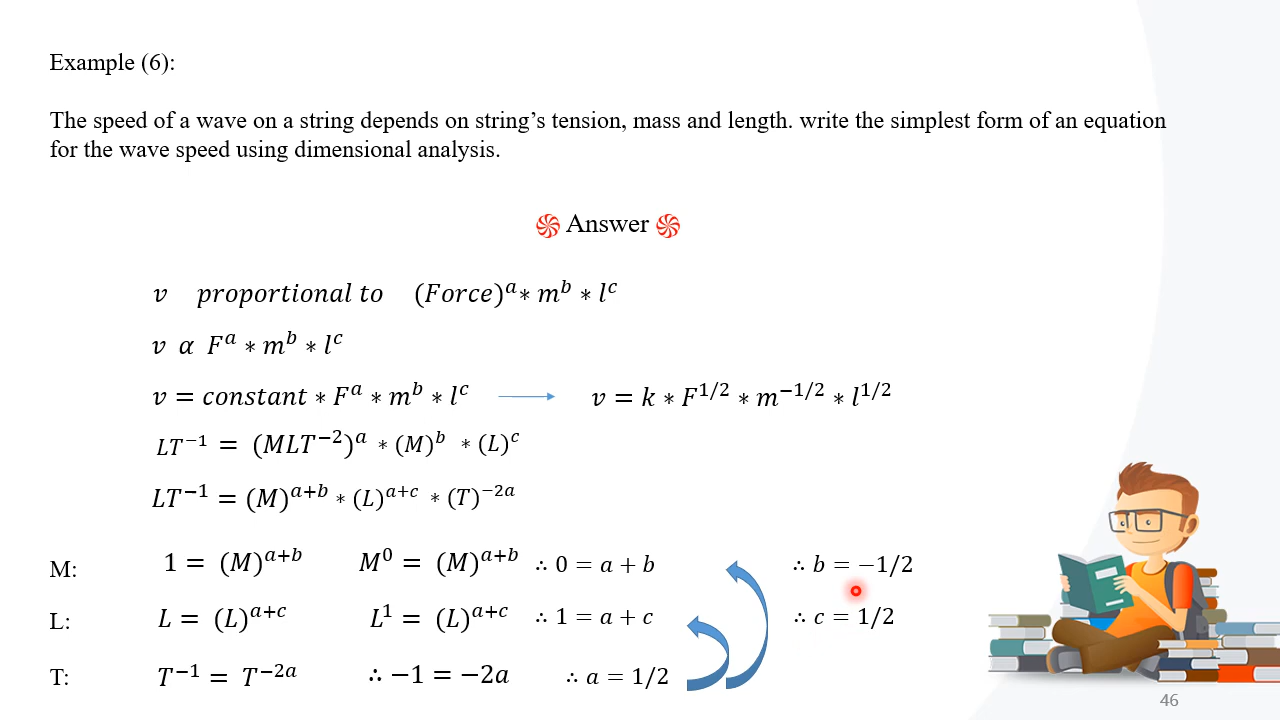 Example (6):
The speed of a wave on a string depends on string’s tension, mass and length. write the simplest form of an equation
for the wave speed using dimensional analysis.
Answer
v proportional to (Force)^a * m^b * l^c
v α F^a * m^b * l^c
v = constant * F^a * m^b * l^c → v = k * F^{1/2} * m^{−1/2} * l^{1/2}
LT^{−1} = (MLT^{−2})^a * (M)^b * (L)^c
LT^{−1} = (M)^{a+b} * (L)^{a+c} * (T)^{−2a}
M: 1 = (M)^{a+b} M^0 = (M)^{a+b} ∴ 0 = a + b ∴ b = −1/2
L: L = (L)^{a+c} L^1 = (L)^{a+c} ∴ 1 = a + c ∴ c = 1/2
T: T^{−1} = T^{−2a} ∴ −1 = −2a ∴ a = 1/2
46